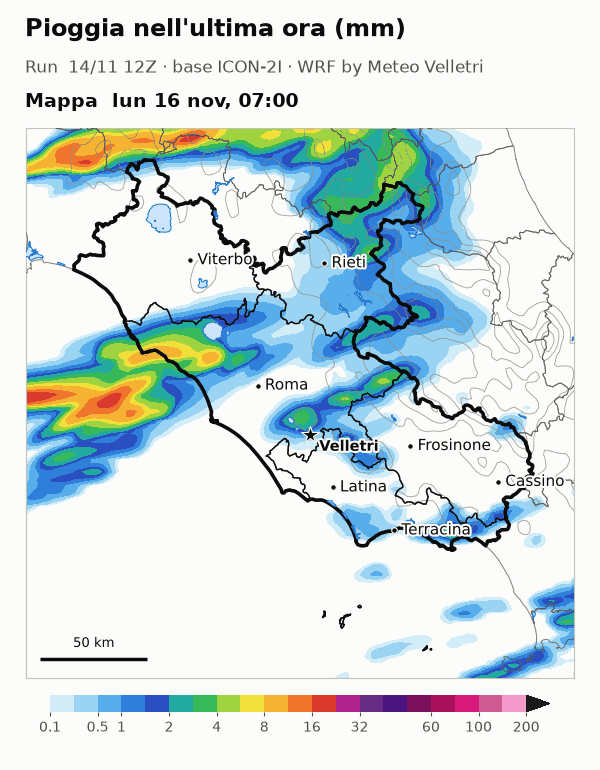 Pioggia nell'ultima ora (mm)
Run  14/11 12Z · base ICON-2I · WRF by Meteo Velletri
Mappa  lun 16 nov, 07:00
Viterbo
Rieti
Roma
Velletri
Frosinone
Latina
Cassino
Terracina
50 km
0.1 0.5 1 2 4 8 16 32 60 100 200